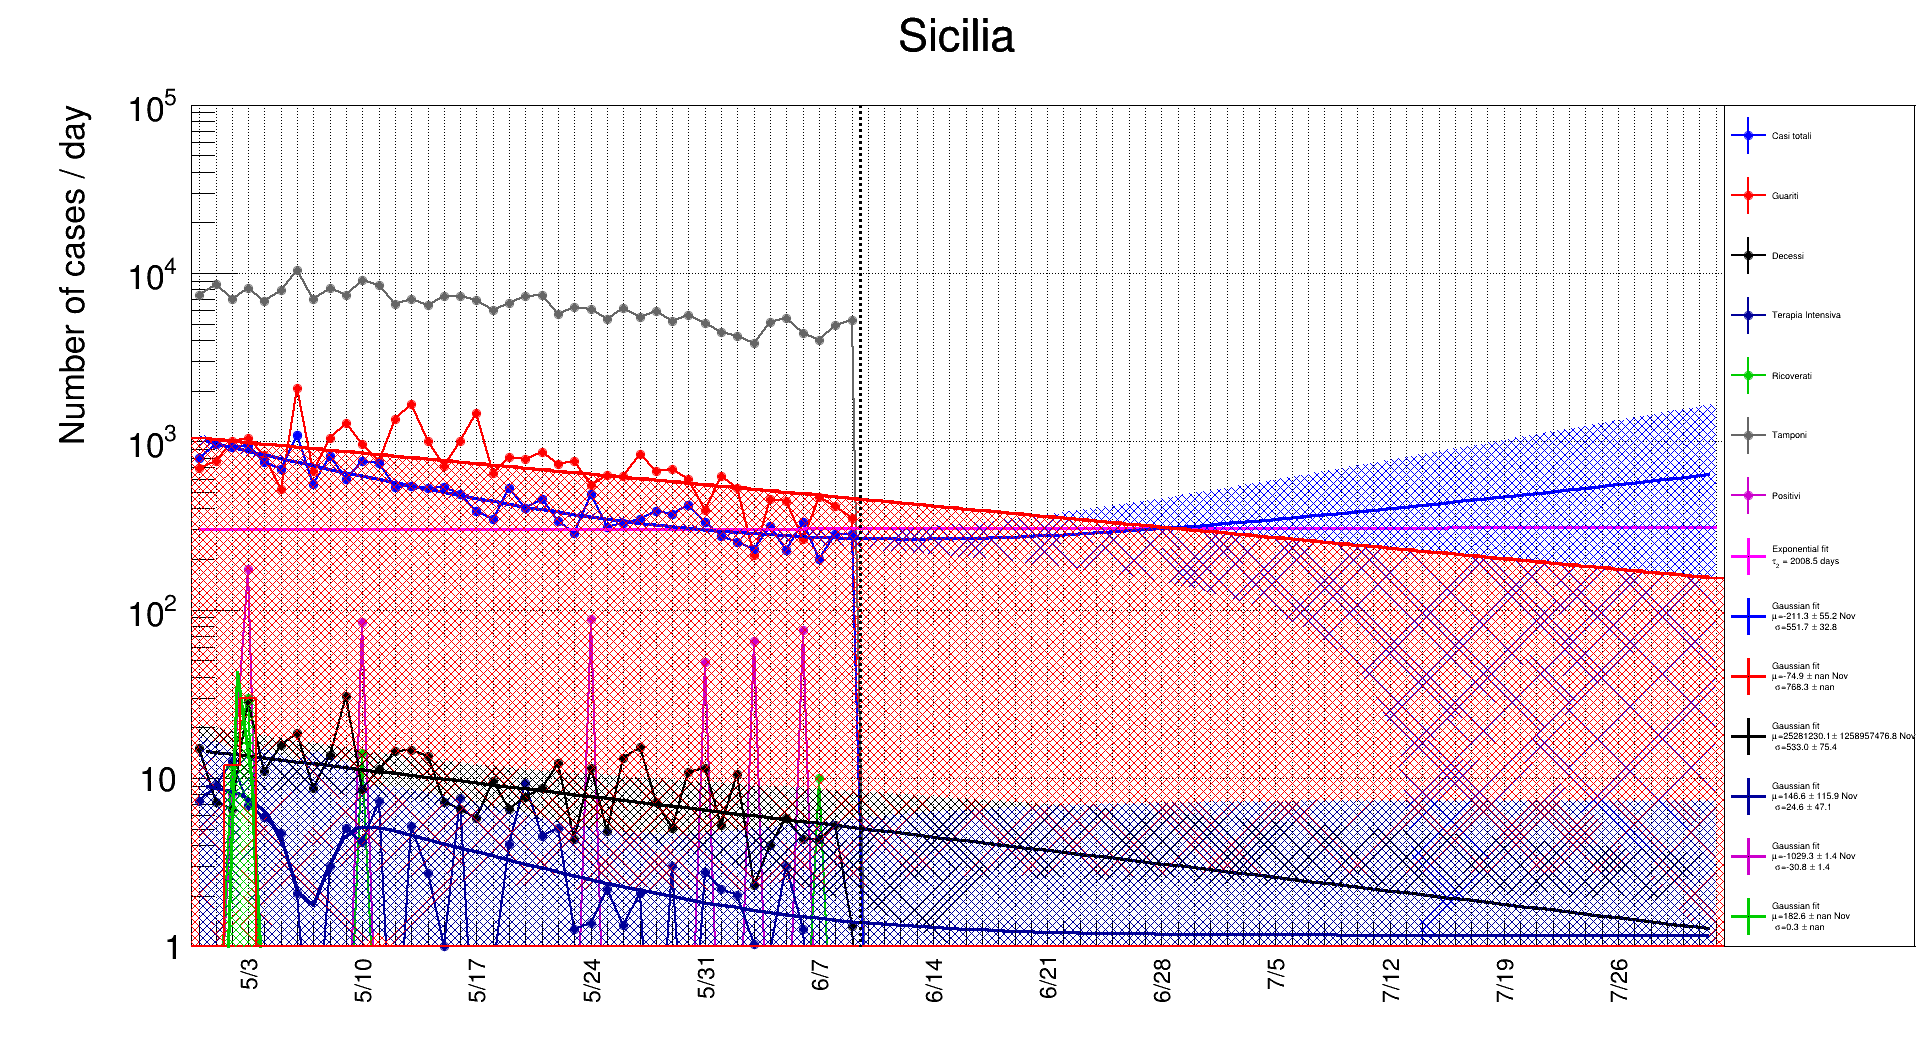 Sicilia
Number of cases / day
10^5
10^4
10^3
10^2
10
1
5/3
5/10
5/17
5/24
5/31
6/7
6/14
6/21
6/28
7/5
7/12
7/19
7/26
Casi totali
Guariti
Decessi
Terapia Intensiva
Ricoverati
Tamponi
Positivi
Exponential fit
τ₂ = 2008.5 days
Gaussian fit
μ=-211.3 ± 55.2 Nov
σ=551.7 ± 32.8
Gaussian fit
μ=-74.9 ± nan Nov
σ=768.3 ± nan
Gaussian fit
μ=25281230.1 ± 1258957476.8 Nov
σ=533.0 ± 75.4
Gaussian fit
μ=146.6 ± 115.9 Nov
σ=24.6 ± 47.1
Gaussian fit
μ=-1029.3 ± 1.4 Nov
σ=-30.8 ± 1.4
Gaussian fit
μ=182.6 ± nan Nov
σ=0.3 ± nan